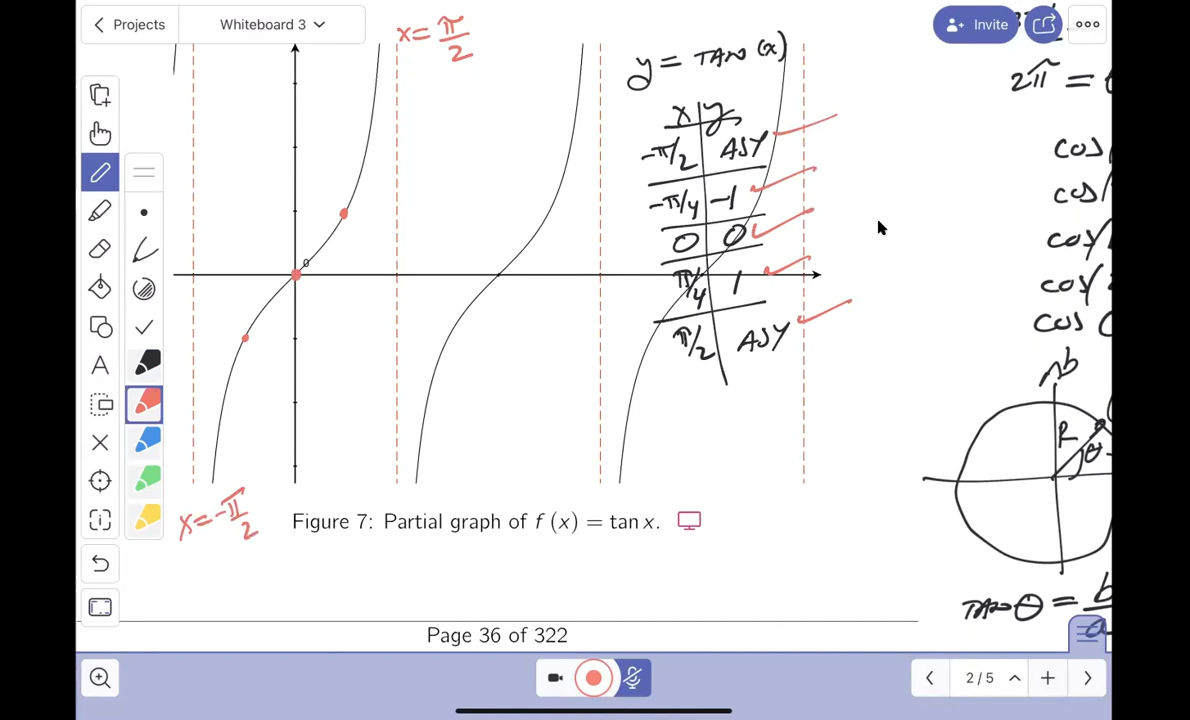 Projects
Whiteboard 3
Invite
x = π/2
y = TAN (x)
x y
-π/2 ASY
-π/4 -1
0 0
π/4 1
π/2 ASY
0
x = -π/2
Figure 7: Partial graph of f (x) = tan x.
Page 36 of 322
2π =
cos
cos
cos
cos
cos
b
R
θ
TAN θ = b/a
2 / 5